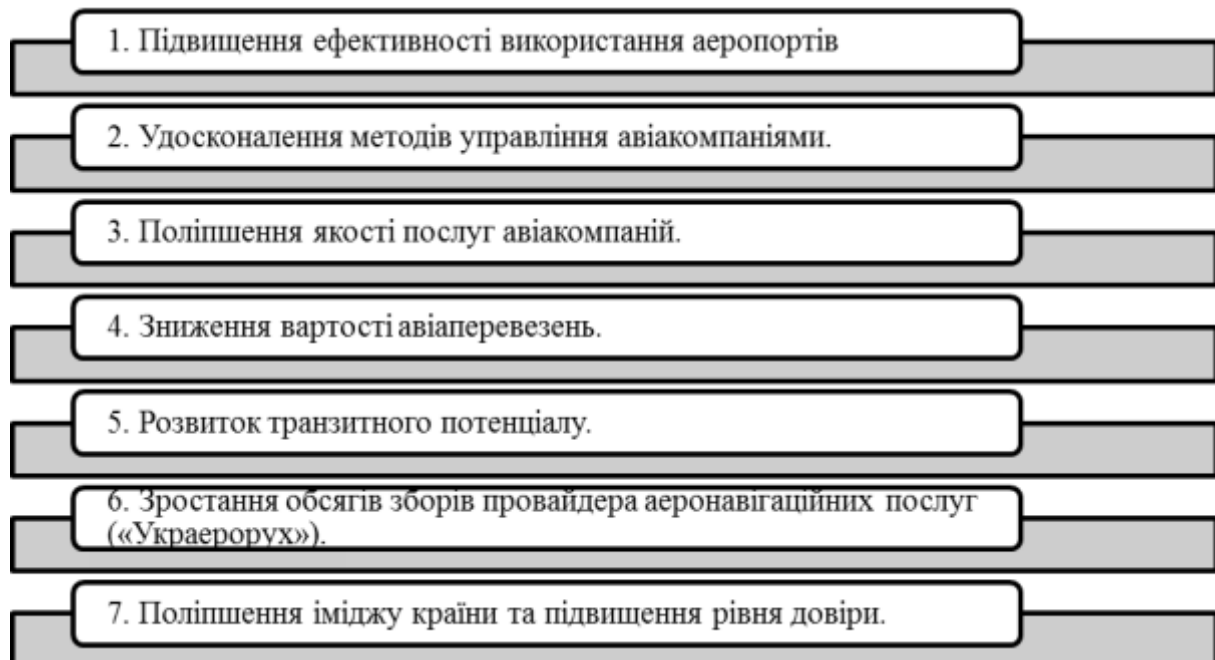 1. Підвищення ефективності використання аеропортів
2. Удосконалення методів управління авіакомпаніями.
3. Поліпшення якості послуг авіакомпаній.
4. Зниження вартості авіаперевезень.
5. Розвиток транзитного потенціалу.
6. Зростання обсягів зборів провайдера аеронавігаційних послуг
(«Украерорух»).
7. Поліпшення іміджу країни та підвищення рівня довіри.